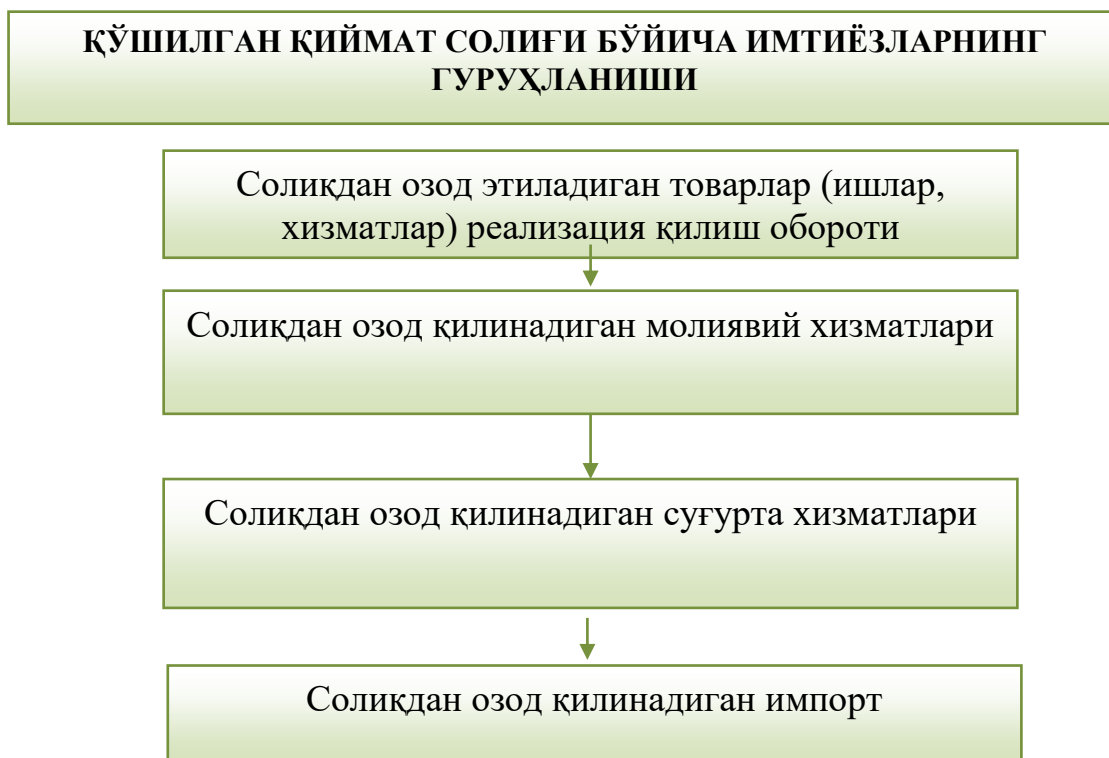 ҚЎШИЛГАН ҚИЙМАТ СОЛИҒИ БЎЙИЧА ИМТИЁЗЛАРНИНГ
ГУРУҲЛАНИШИ
Солиқдан озод этиладиган товарлар (ишлар,
хизматлар) реализация қилиш обороти
Солиқдан озод қилинадиган молиявий хизматлари
Солиқдан озод қилинадиган суғурта хизматлари
Солиқдан озод қилинадиган импорт